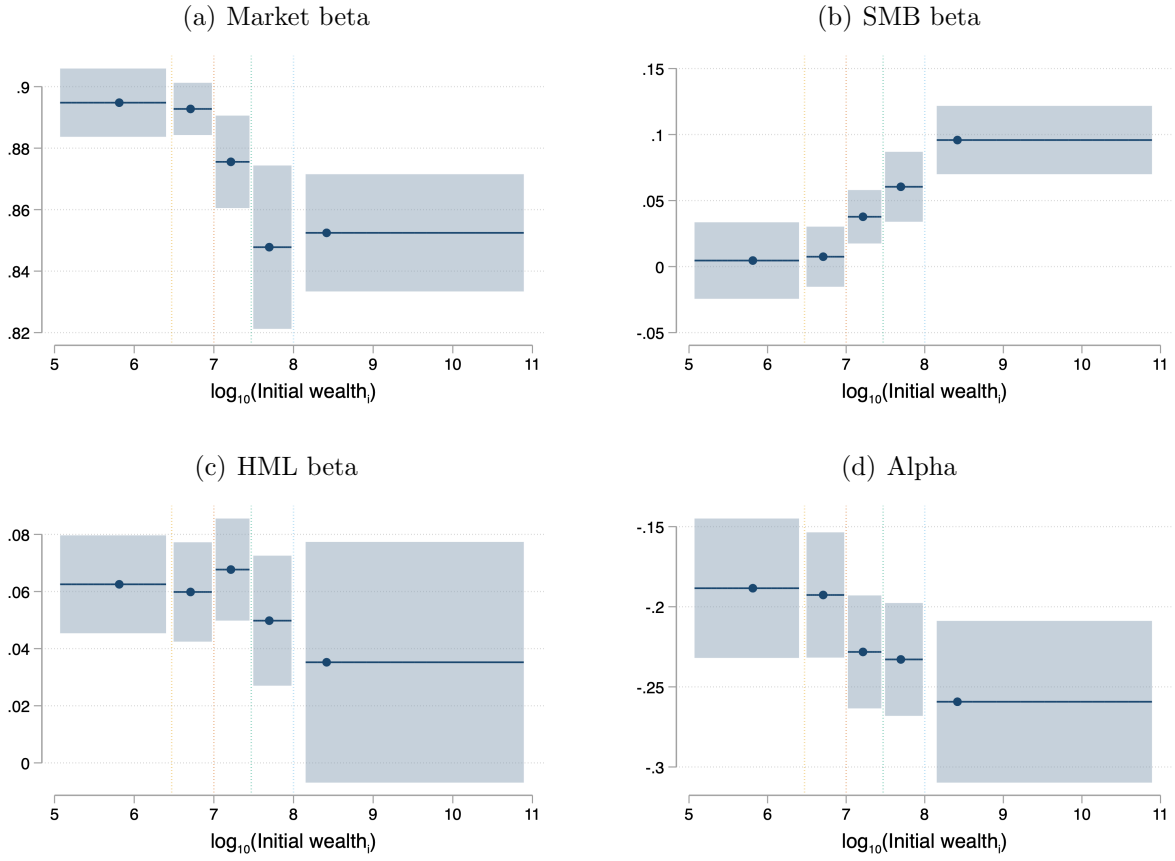 (a) Market beta
.9
.88
.86
.84
.82
5 6 7 8 9 10 11
log₁₀(Initial wealthᵢ)
(b) SMB beta
.15
.1
.05
0
-.05
5 6 7 8 9 10 11
log₁₀(Initial wealthᵢ)
(c) HML beta
.08
.06
.04
.02
0
5 6 7 8 9 10 11
log₁₀(Initial wealthᵢ)
(d) Alpha
-.15
-.2
-.25
-.3
5 6 7 8 9 10 11
log₁₀(Initial wealthᵢ)